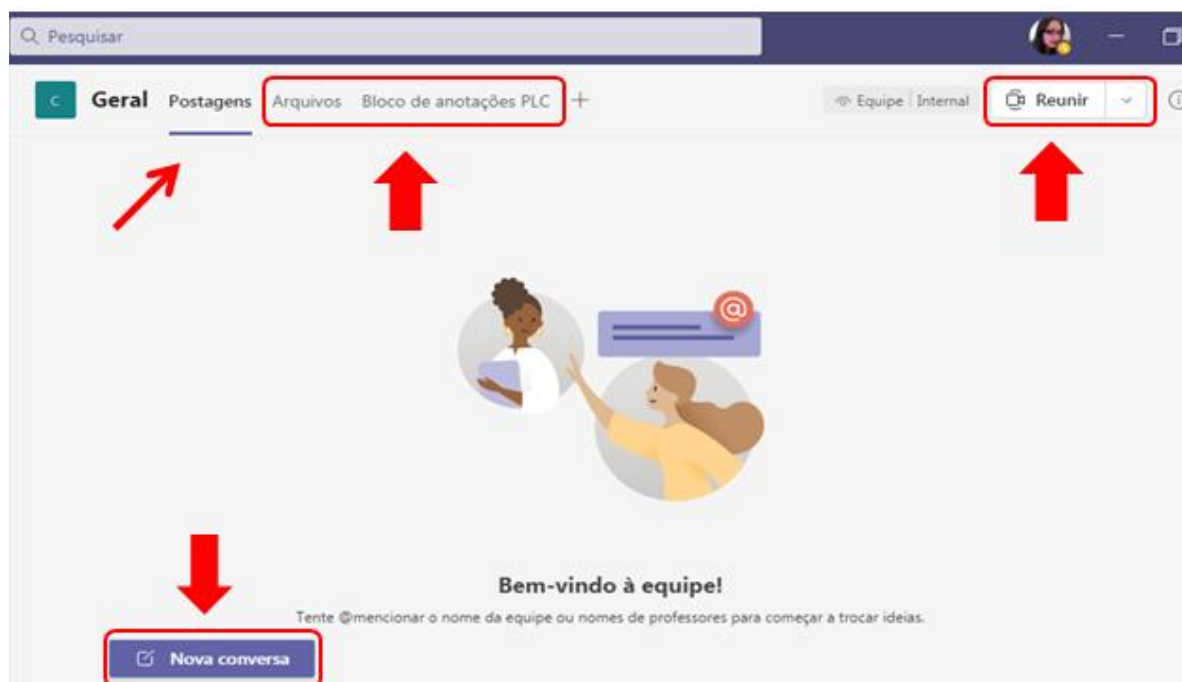 Pesquisar
C Geral Postagens Arquivos Bloco de anotações PLC + Equipe Internal Reunir
@
Bem-vindo à equipe!
Tente @mencionar o nome da equipe ou nomes de professores para começar a trocar ideias.
Nova conversa